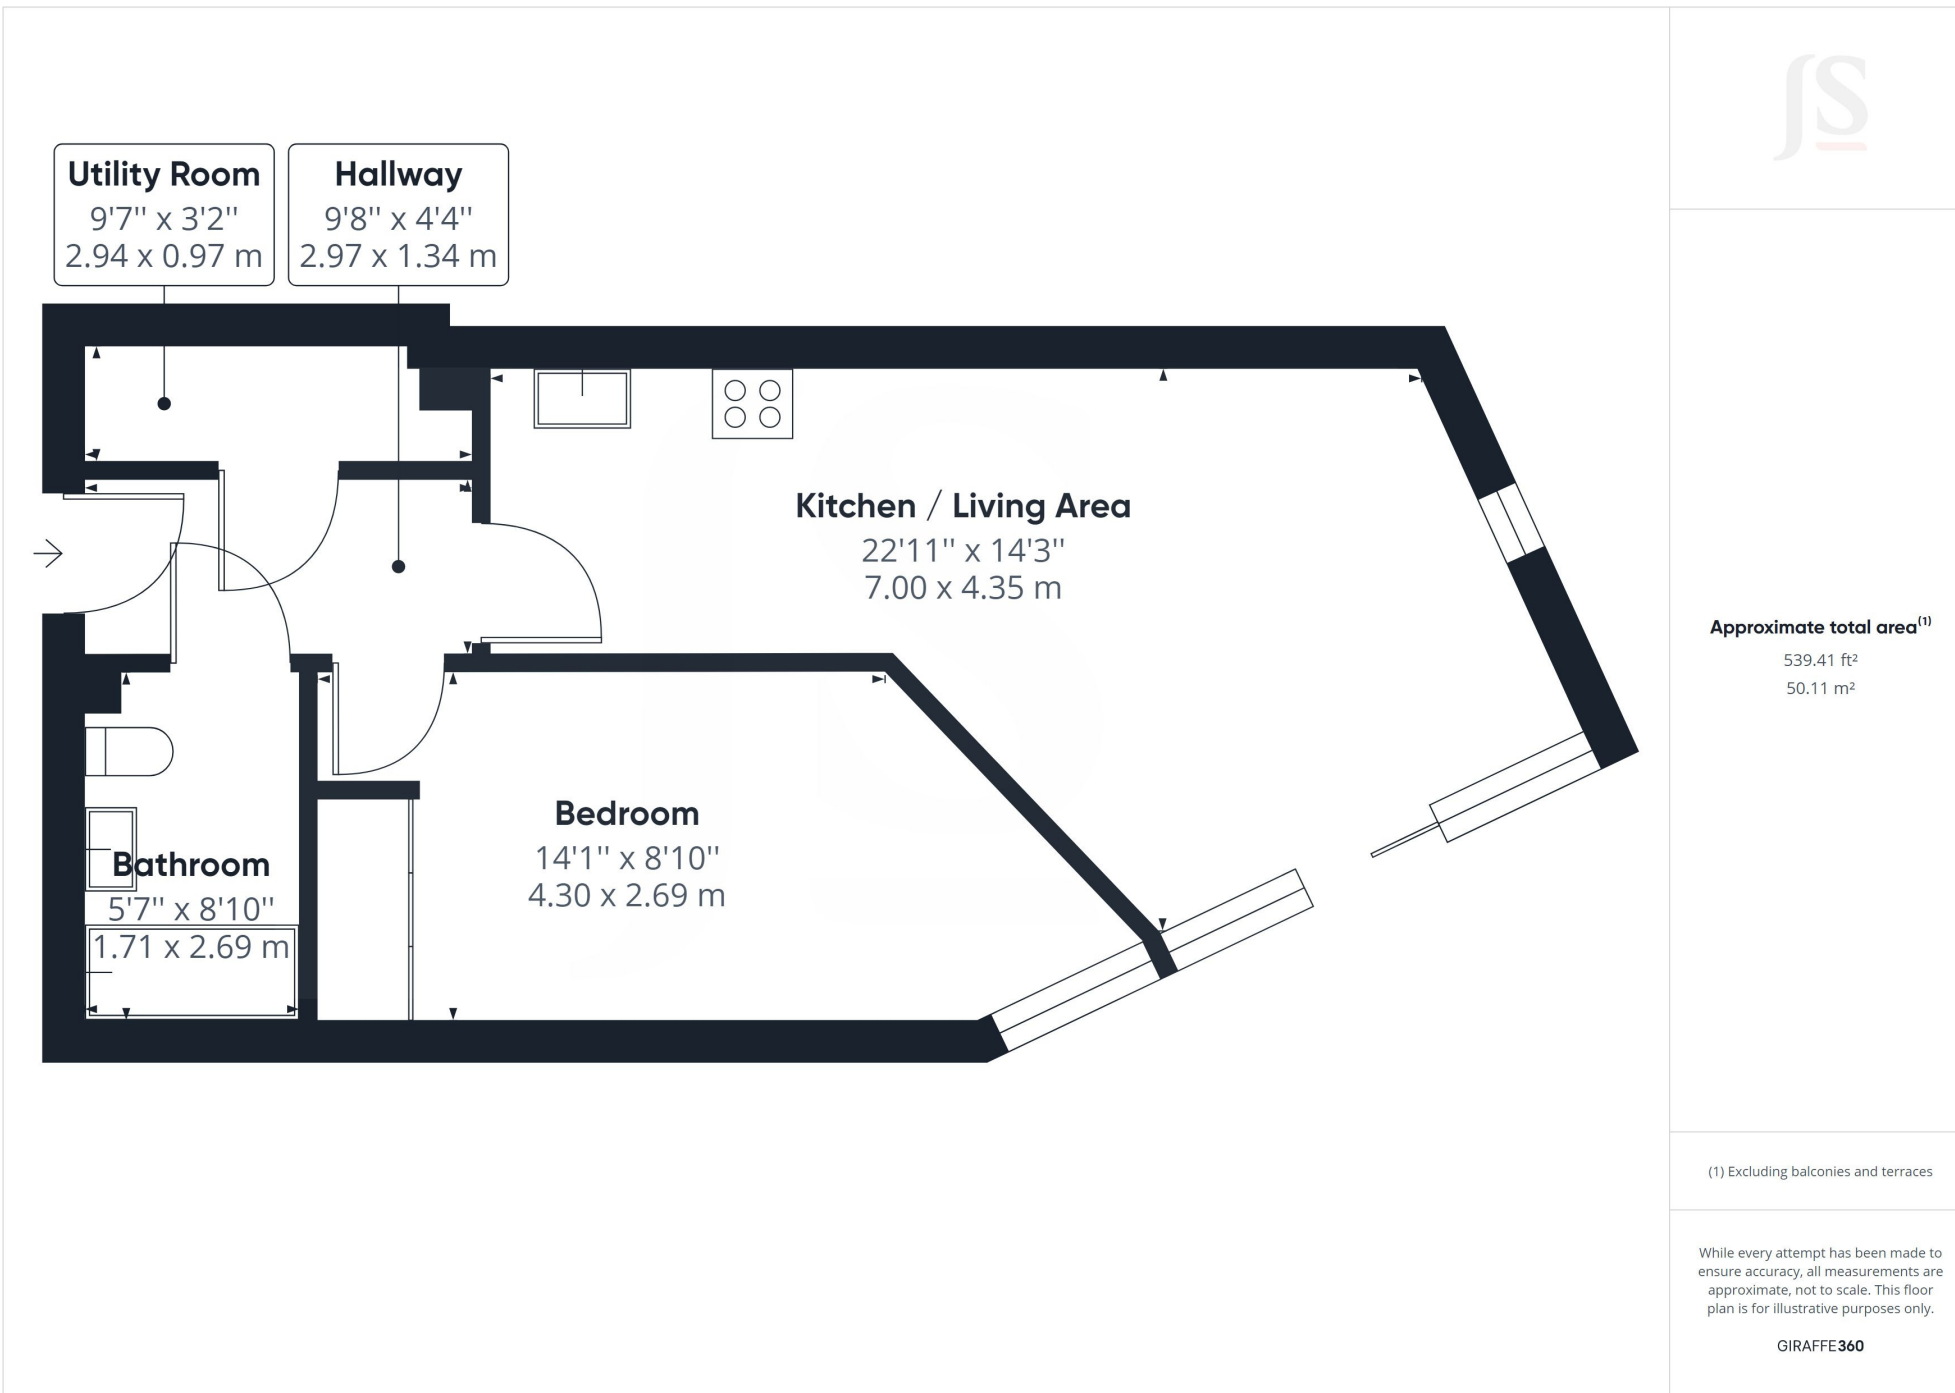 Utility Room
9'7'' x 3'2''
2.94 x 0.97 m
Hallway
9'8'' x 4'4''
2.97 x 1.34 m
Kitchen / Living Area
22'11'' x 14'3''
7.00 x 4.35 m
Bedroom
14'1'' x 8'10''
4.30 x 2.69 m
Bathroom
5'7'' x 8'10''
1.71 x 2.69 m
JS
Approximate total area(1)
539.41 ft²
50.11 m²
(1) Excluding balconies and terraces
While every attempt has been made to
ensure accuracy, all measurements are
approximate, not to scale. This floor
plan is for illustrative purposes only.
GIRAFFE360